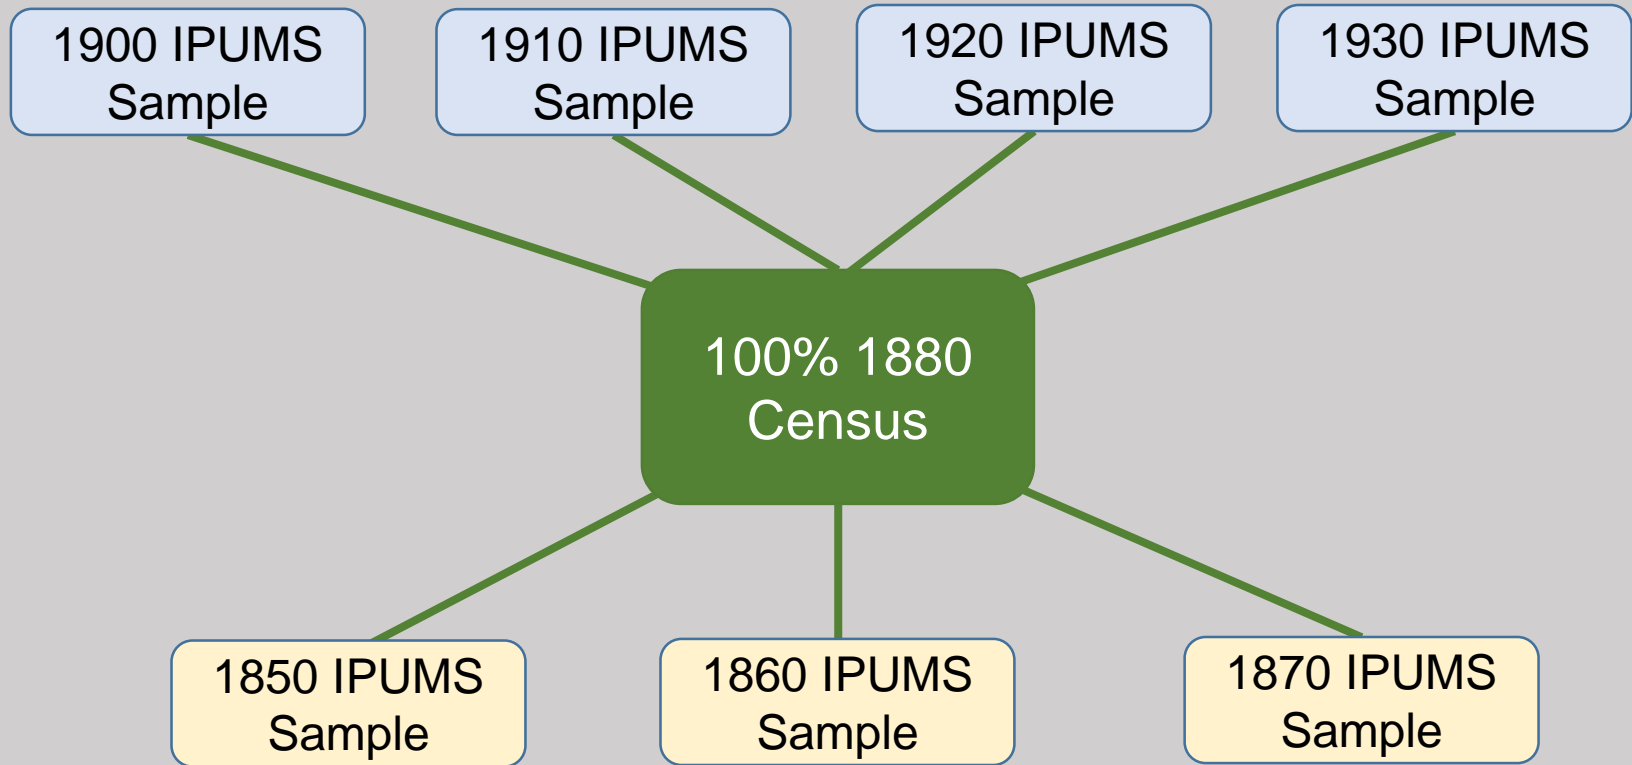 1900 IPUMS
Sample
1910 IPUMS
Sample
1920 IPUMS
Sample
1930 IPUMS
Sample
100% 1880
Census
1850 IPUMS
Sample
1860 IPUMS
Sample
1870 IPUMS
Sample